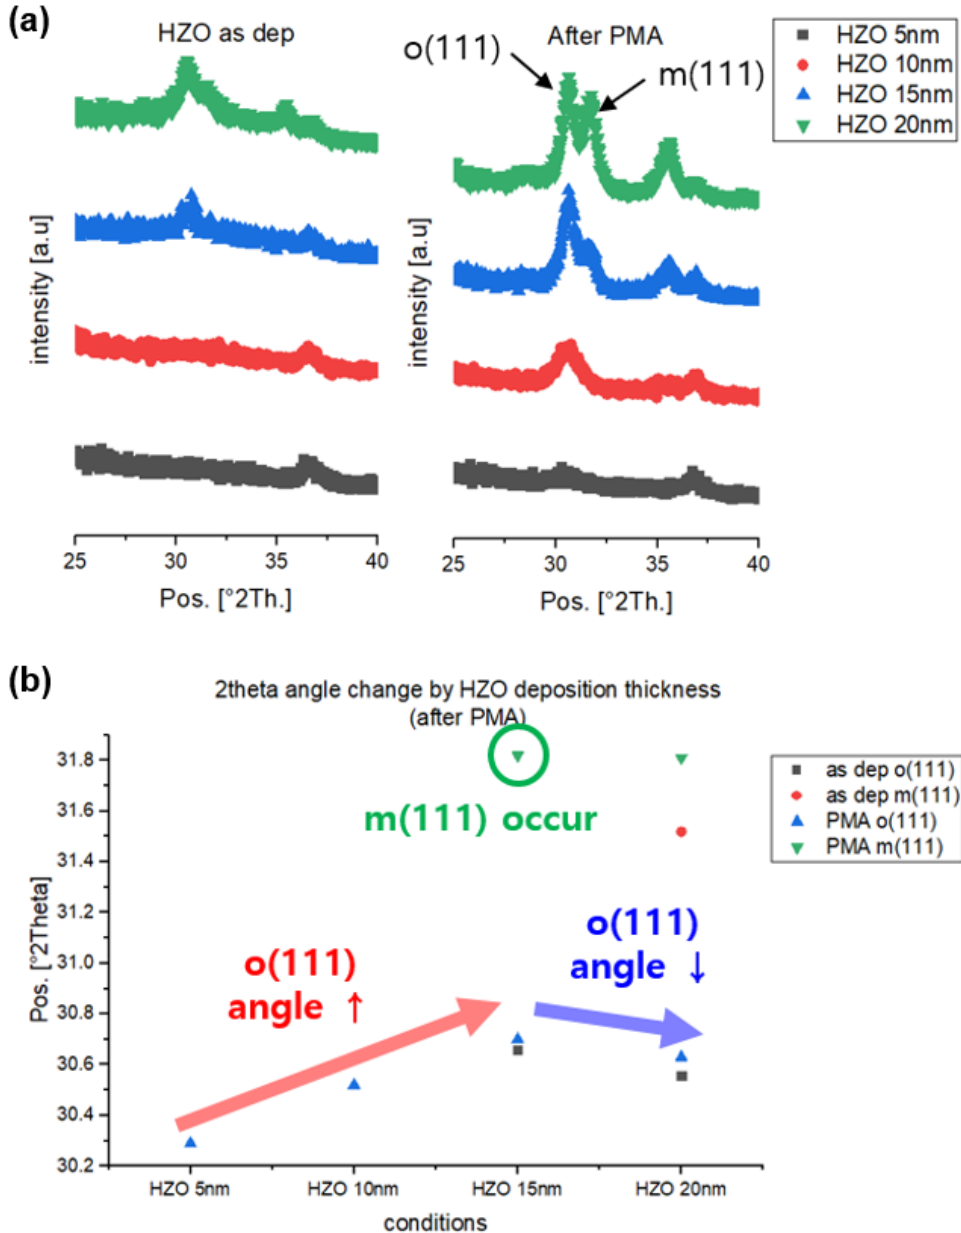 (a)
HZO as dep
After PMA
o(111)
m(111)
HZO 5nm
HZO 10nm
HZO 15nm
HZO 20nm
intensity [a.u]
25 30 35 40
Pos. [°2Th.]
intensity [a.u]
25 30 35 40
Pos. [°2Th.]
(b)
2theta angle change by HZO deposition thickness
(after PMA)
31.8
31.6
31.4
31.2
31.0
30.8
30.6
30.4
30.2
Pos. [°2Theta]
m(111) occur
o(111)
angle ↑
o(111)
angle ↓
as dep o(111)
as dep m(111)
PMA o(111)
PMA m(111)
HZO 5nm HZO 10nm HZO 15nm HZO 20nm
conditions